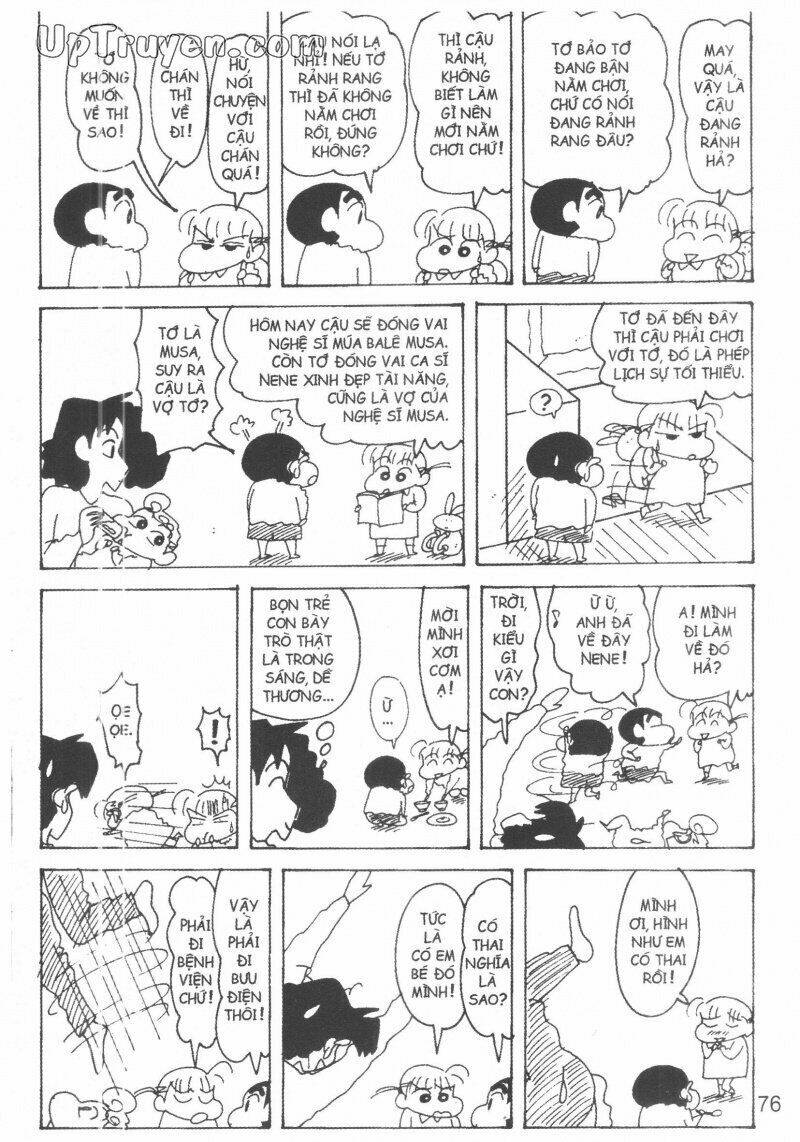 UpTruyen.com
MAY
QUÁ,
VẬY LÀ
CẬU
ĐANG
RẢNH
HẢ?
TỚ BẢO TỚ
ĐANG BẬN
NẰM CHƠI,
CHỨ CÓ NÓI
ĐANG RẢNH
RANG ĐÂU?
THÌ CẬU
RẢNH,
KHÔNG
BIẾT LÀM
GÌ NÊN
MỚI NẰM
CHƠI CHỨ!
NÓI LẠ
NHỈ! NẾU TỚ
RẢNH RANG
THÌ ĐÃ KHÔNG
NẰM CHƠI
RỒI, ĐÚNG
KHÔNG?
HỪ,
NÓI
CHUYỆN
VỚI
CẬU
CHÁN
QUÁ!
CHÁN
THÌ
VỀ
ĐI!
KHÔNG
MUỐN
VỀ THÌ
SAO!
TỚ ĐÃ ĐẾN ĐÂY
THÌ CẬU PHẢI CHƠI
VỚI TỚ, ĐÓ LÀ PHÉP
LỊCH SỰ TỐI THIỂU.
?
HÔM NAY CẬU SẼ ĐÓNG VAI
NGHỆ SĨ MÚA BALÊ MUSA.
CÒN TỚ ĐÓNG VAI CA SĨ
NENE XINH ĐẸP TÀI NĂNG,
CŨNG LÀ VỢ CỦA
NGHỆ SĨ MUSA.
TỚ LÀ
MUSA,
SUY RA
CẬU LÀ
VỢ TỚ?
A! MÌNH
ĐI LÀM
VỀ ĐÓ
HẢ?
Ừ Ừ,
ANH ĐÃ
VỀ ĐÂY
NENE!
TRỜI,
ĐI
KIỂU
GÌ
VẬY
CON?
MỜI
MÌNH
XƠI
CƠM
Ạ!
Ừ
...
BỌN TRẺ
CON BÀY
TRÒ THẬT
LÀ TRONG
SÁNG, DỄ
THƯƠNG...
!
ỌE
ỌE.
MÌNH
ƠI, HÌNH
NHƯ EM
CÓ THAI
RỒI!
CÓ
THAI
NGHĨA
LÀ
SAO?
TỨC
LÀ
CÓ EM
BÉ ĐÓ
MÌNH!
VẬY
LÀ
PHẢI
ĐI
BƯU
ĐIỆN
THÔI!
PHẢI
ĐI
BỆNH
VIỆN
CHỨ!
76